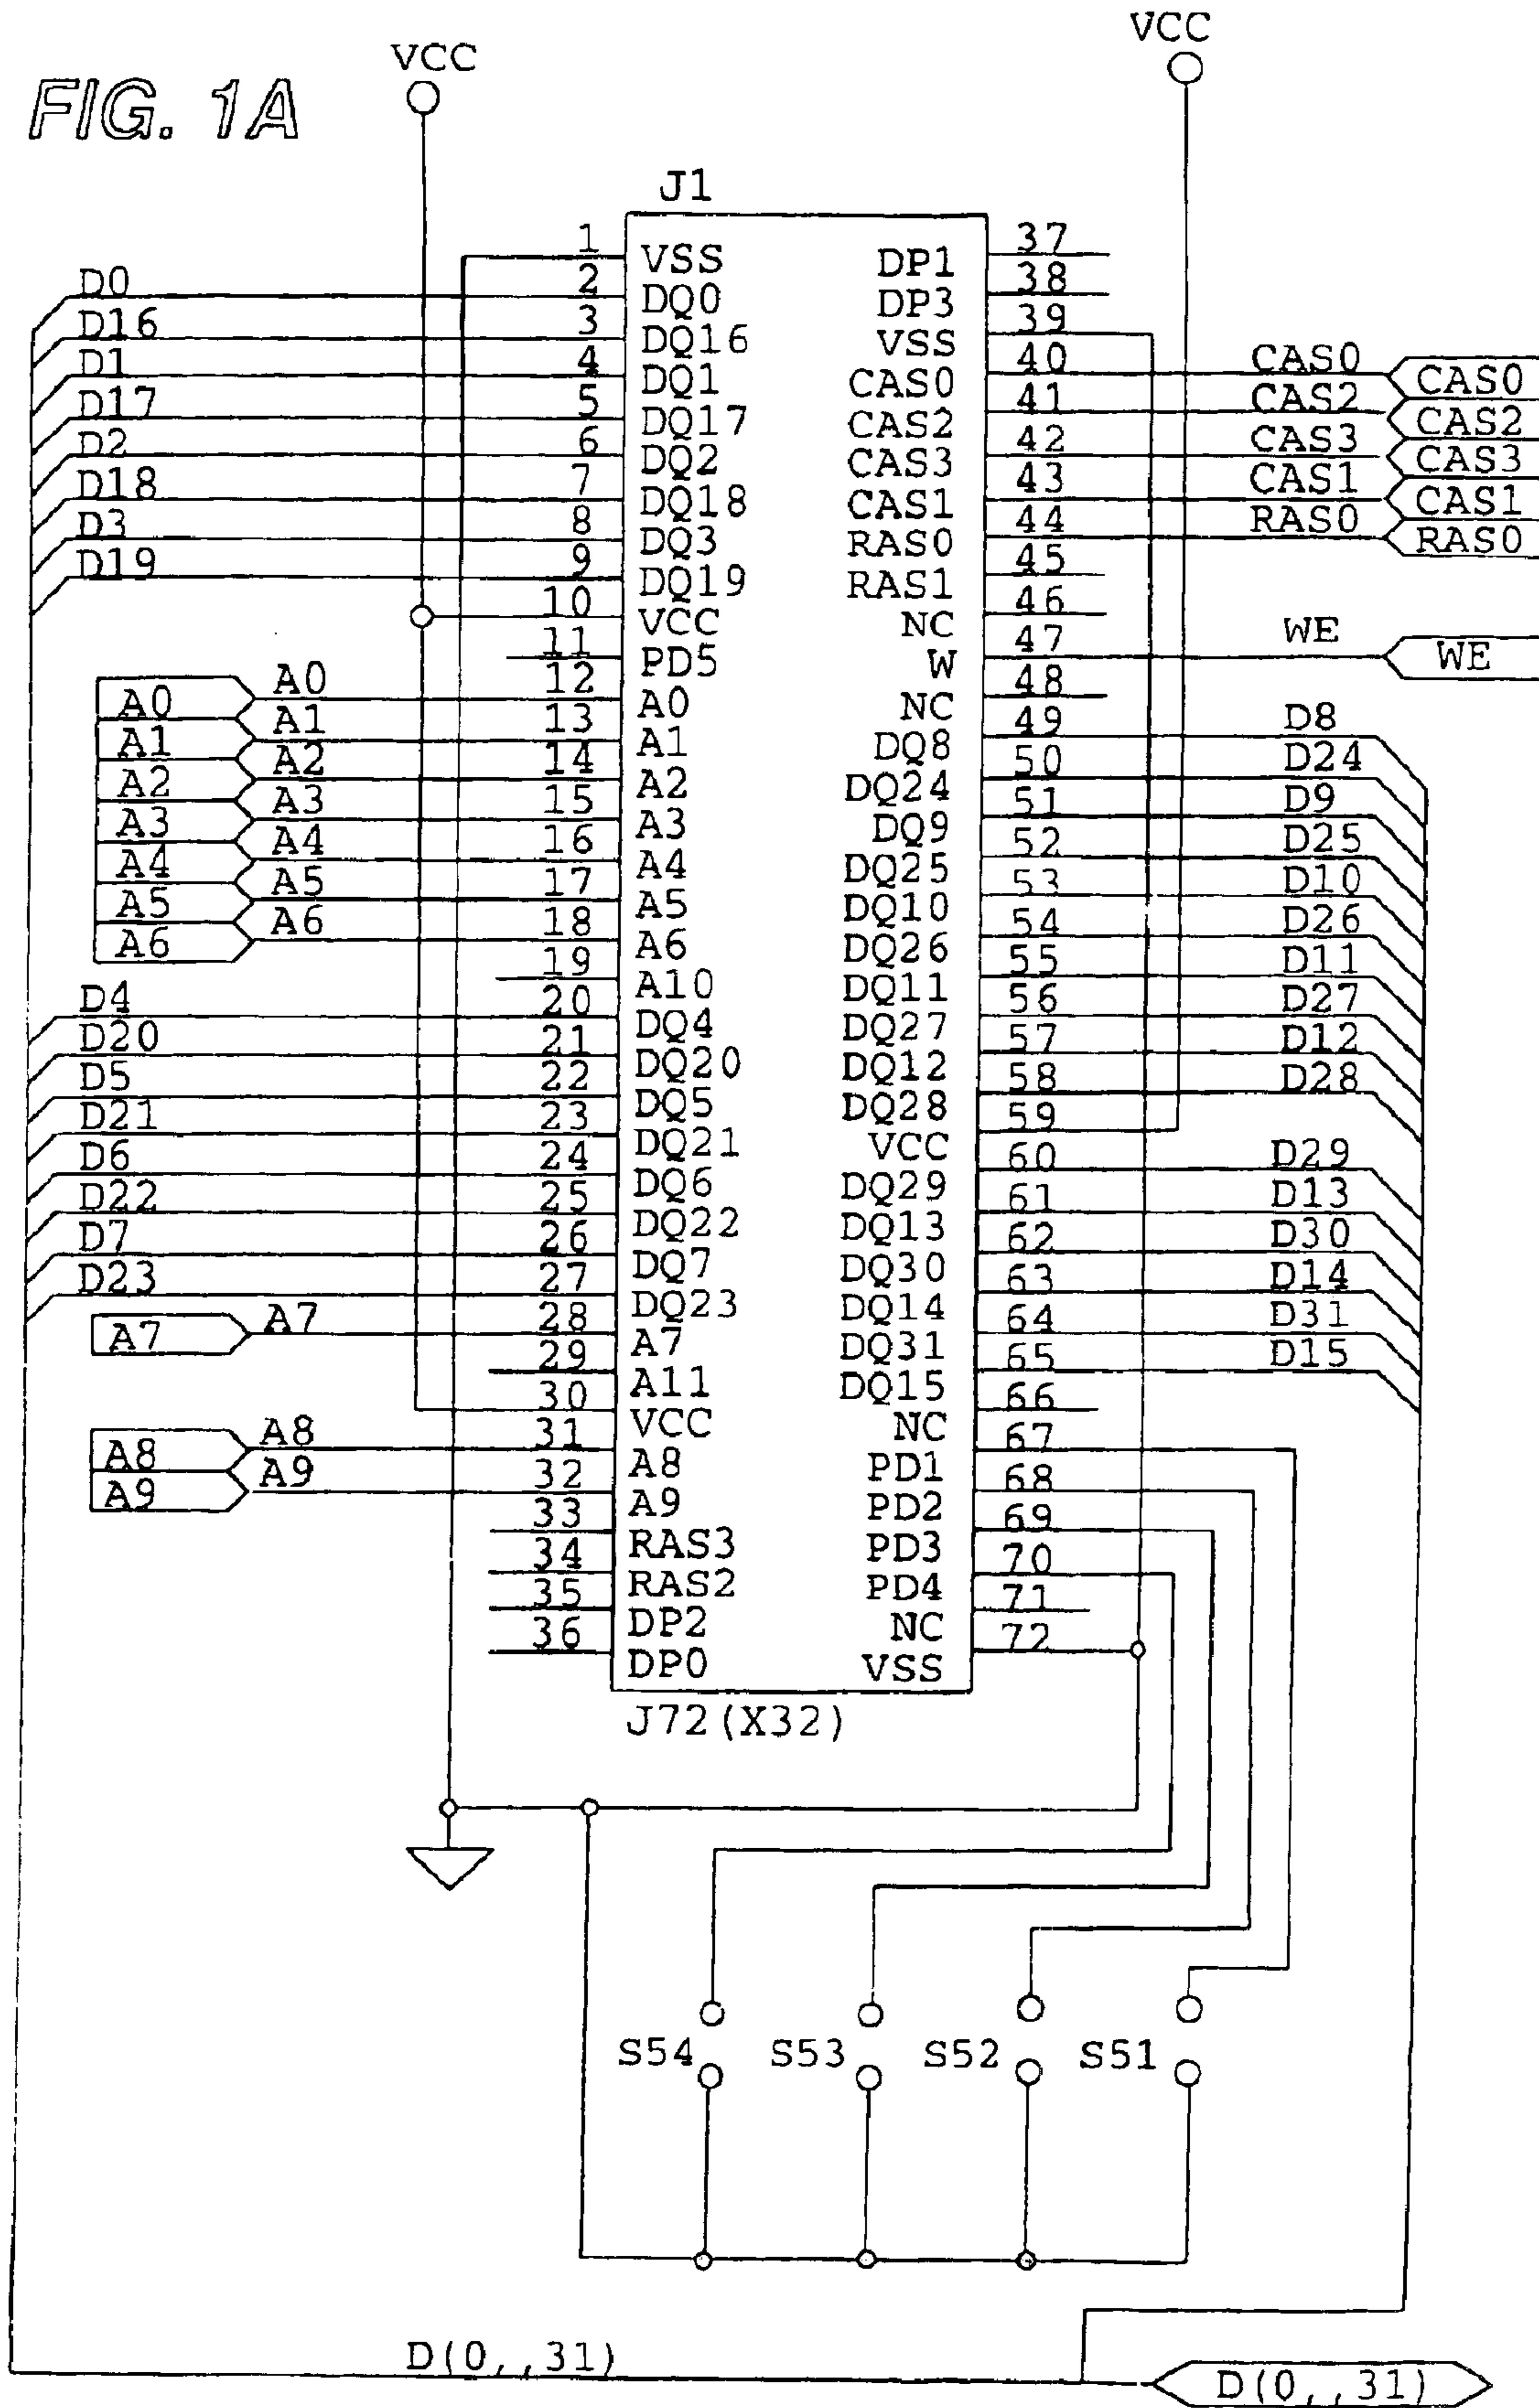 FIG. 1A
VCC
VCC
J1
1 VSS DP1 37
D0 2 DQ0 DP3 38
D16 3 DQ16 VSS 39
D1 4 DQ1 CAS0 40 CAS0 CAS0
D17 5 DQ17 CAS2 41 CAS2 CAS2
D2 6 DQ2 CAS3 42 CAS3 CAS3
D18 7 DQ18 CAS1 43 CAS1 CAS1
D3 8 DQ3 RAS0 44 RAS0 RAS0
D19 9 DQ19 RAS1 45
10 VCC NC 46
11 PD5 W 47 WE WE
A0 A0 12 A0 NC 48
A1 A1 13 A1 DQ8 49 D8
A2 A2 14 A2 DQ24 50 D24
A3 A3 15 A3 DQ9 51 D9
A4 A4 16 A4 DQ25 52 D25
A5 A5 17 A5 DQ10 53 D10
A6 A6 18 A6 DQ26 54 D26
19 A10 DQ11 55 D11
D4 20 DQ4 DQ27 56 D27
D20 21 DQ20 DQ12 57 D12
D5 22 DQ5 DQ28 58 D28
D21 23 DQ21 VCC 59
D6 24 DQ6 DQ29 60 D29
D22 25 DQ22 DQ13 61 D13
D7 26 DQ7 DQ30 62 D30
D23 27 DQ23 DQ14 63 D14
A7 A7 28 A7 DQ31 64 D31
29 A11 DQ15 65 D15
30 VCC NC 66
A8 A8 31 A8 PD1 67
A9 A9 32 A9 PD2 68
33 RAS3 PD3 69
34 RAS2 PD4 70
35 DP2 NC 71
36 DP0 VSS 72
J72(X32)
S54 S53 S52 S51
D(0,,31)
D(0,,31)